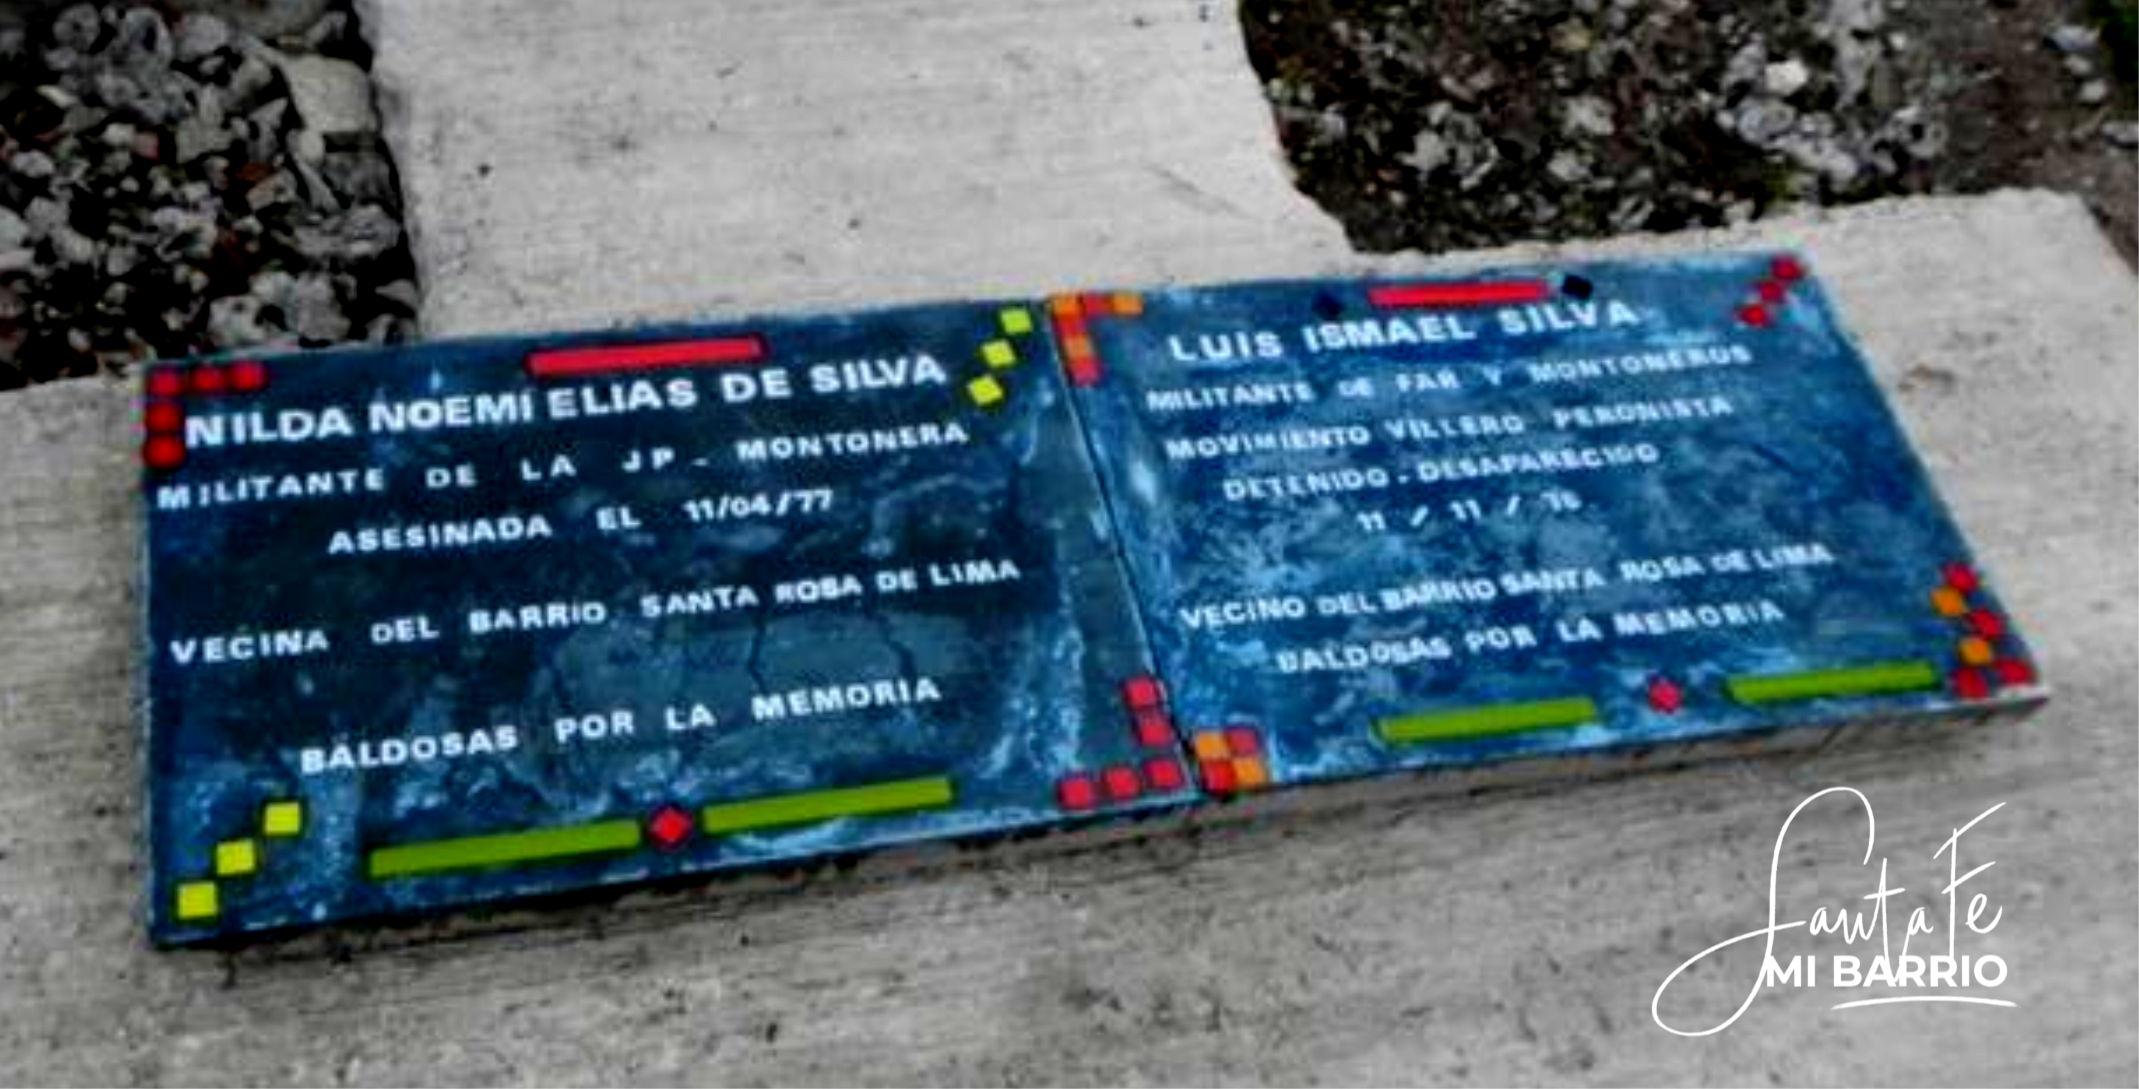 NILDA NOEMI ELIAS DE SILVA
MILITANTE DE LA JP - MONTONERA
ASESINADA EL 11/04/77
VECINA DEL BARRIO SANTA ROSA DE LIMA
BALDOSAS POR LA MEMORIA
LUIS ISMAEL SILVA
MILITANTE DE FAR Y MONTONEROS
MOVIMIENTO VILLERO PERONISTA
DETENIDO - DESAPARECIDO
11 / 11 /
VECINO DEL BARRIO SANTA ROSA DE LIMA
BALDOSAS POR LA MEMORIA
Santa Fe
MI BARRIO